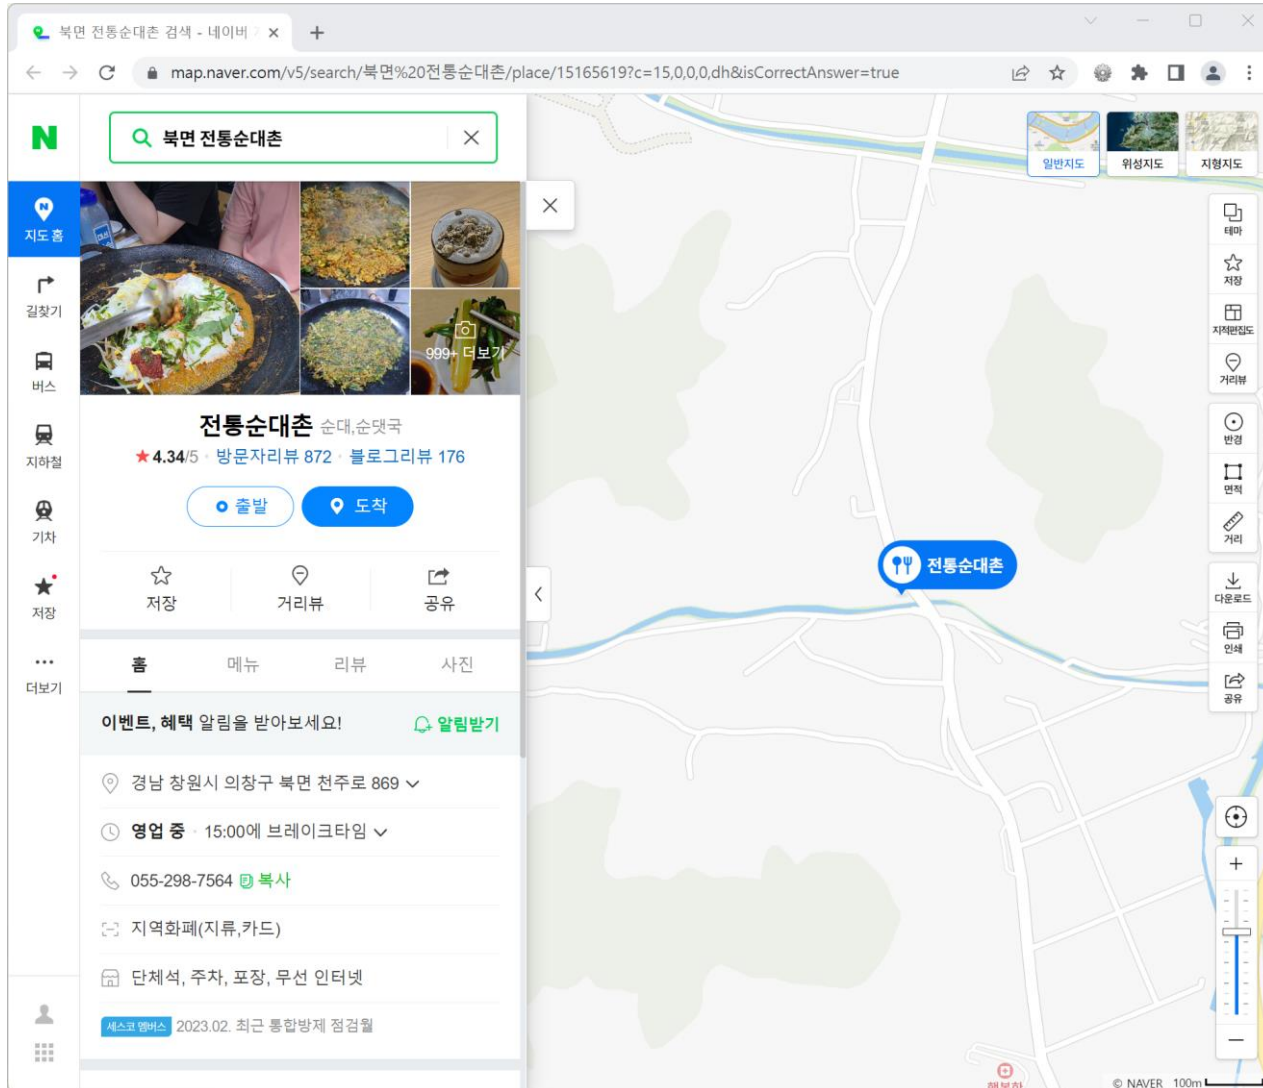 북면 전통순대촌 검색 - 네이버
map.naver.com/v5/search/북면%20전통순대촌/place/15165619?c=15,0,0,0,dh&isCorrectAnswer=true
N
북면 전통순대촌
지도 홈
길찾기
버스
지하철
기차
저장
더보기
999+ 더보기
전통순대촌 순대,순댓국
4.34/5 · 방문자리뷰 872 · 블로그리뷰 176
출발
도착
저장
거리뷰
공유
홈
메뉴
리뷰
사진
이벤트, 혜택 알림을 받아보세요!
알림받기
경남 창원시 의창구 북면 천주로 869
영업 중 · 15:00에 브레이크타임
055-298-7564 복사
지역화폐(지류,카드)
단체석, 주차, 포장, 무선 인터넷
세스코 멤버스 2023.02. 최근 통합방제 점검월
전통순대촌
일반지도
위성지도
지형지도
테마
저장
지적편집도
거리뷰
반경
면적
거리
다운로드
인쇄
공유
© NAVER 100m